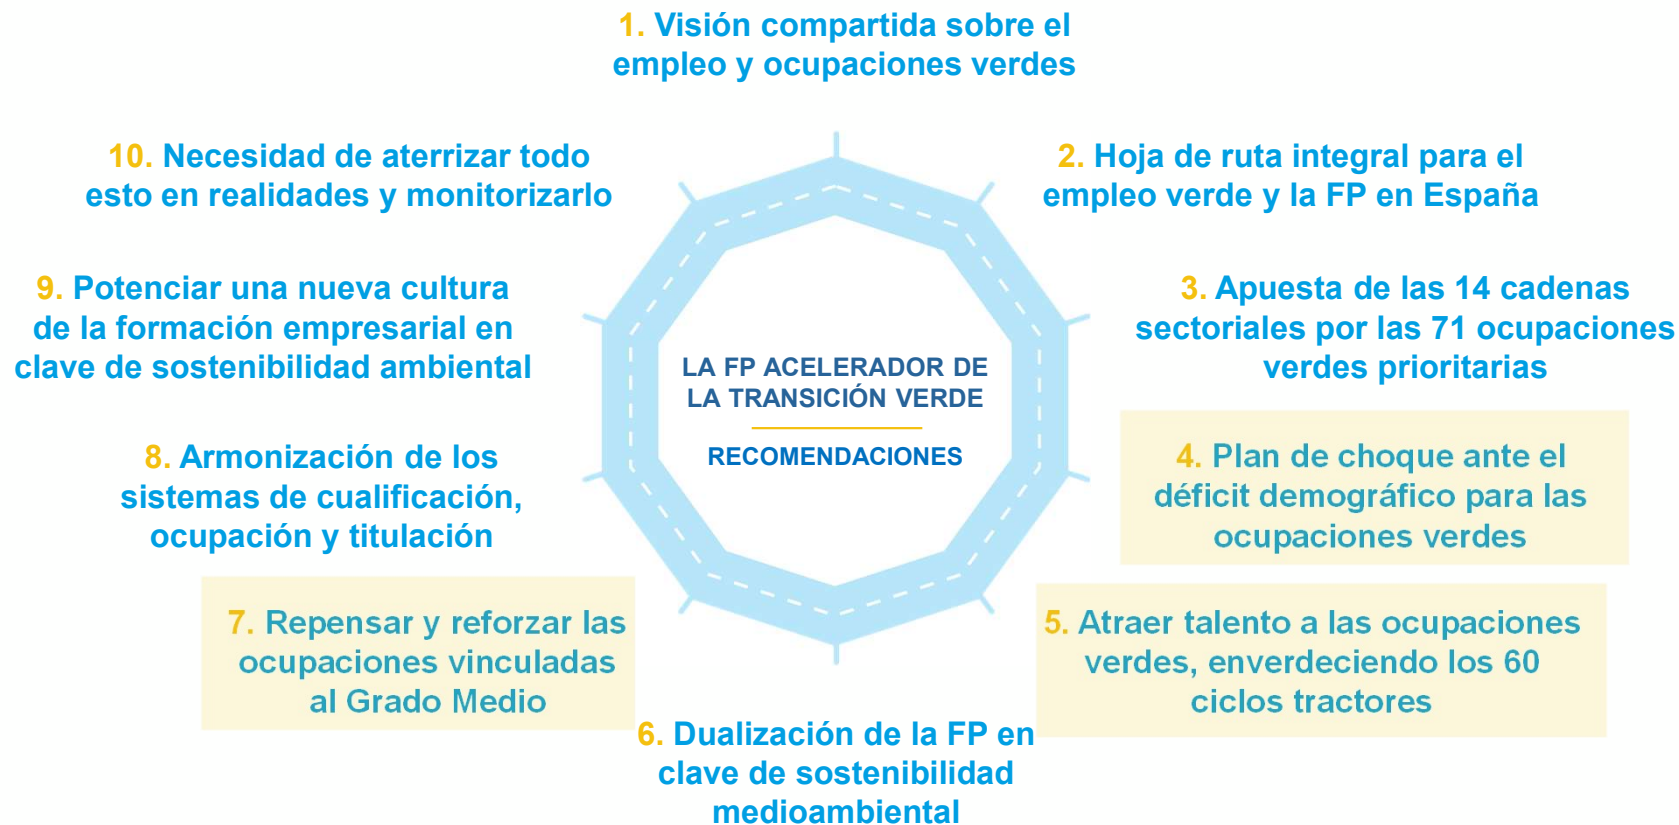 1. Visión compartida sobre el
empleo y ocupaciones verdes
2. Hoja de ruta integral para el
empleo verde y la FP en España
3. Apuesta de las 14 cadenas
sectoriales por las 71 ocupaciones
verdes prioritarias
4. Plan de choque ante el
déficit demográfico para las
ocupaciones verdes
5. Atraer talento a las ocupaciones
verdes, enverdeciendo los 60
ciclos tractores
6. Dualización de la FP en
clave de sostenibilidad
medioambiental
7. Repensar y reforzar las
ocupaciones vinculadas
al Grado Medio
8. Armonización de los
sistemas de cualificación,
ocupación y titulación
9. Potenciar una nueva cultura
de la formación empresarial en
clave de sostenibilidad ambiental
10. Necesidad de aterrizar todo
esto en realidades y monitorizarlo
LA FP ACELERADOR DE
LA TRANSICIÓN VERDE
RECOMENDACIONES